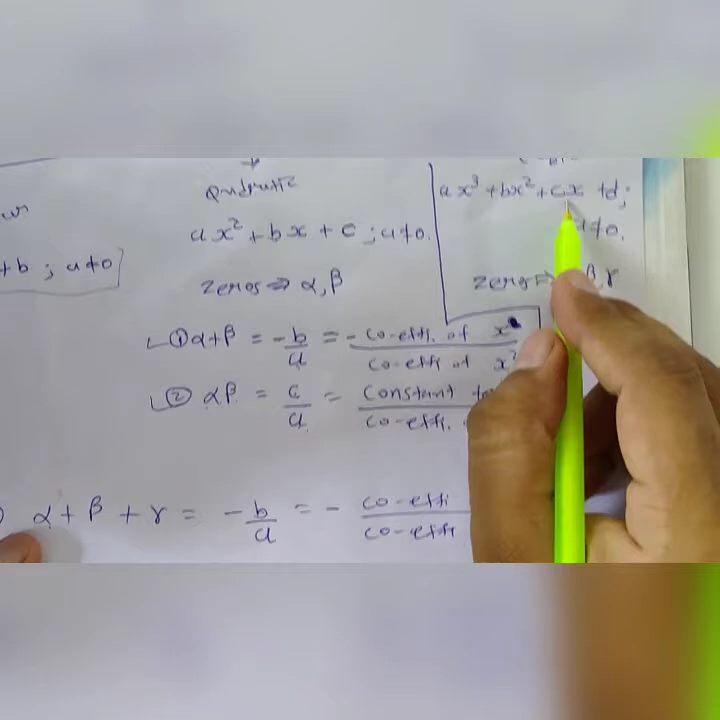 Quadratic
ax² + bx + c ; a≠0.
zeros ⇒ α, β
① α+β = -b/a = - co-effi. of x / co-effi of x²
② αβ = c/a = constant / co-effi.
α + β + γ = -b/a = - co-effi / co-effi
+b ; a≠0
ax³ + bx² + cx + d;
≠0.
zeros ⇒ β, γ